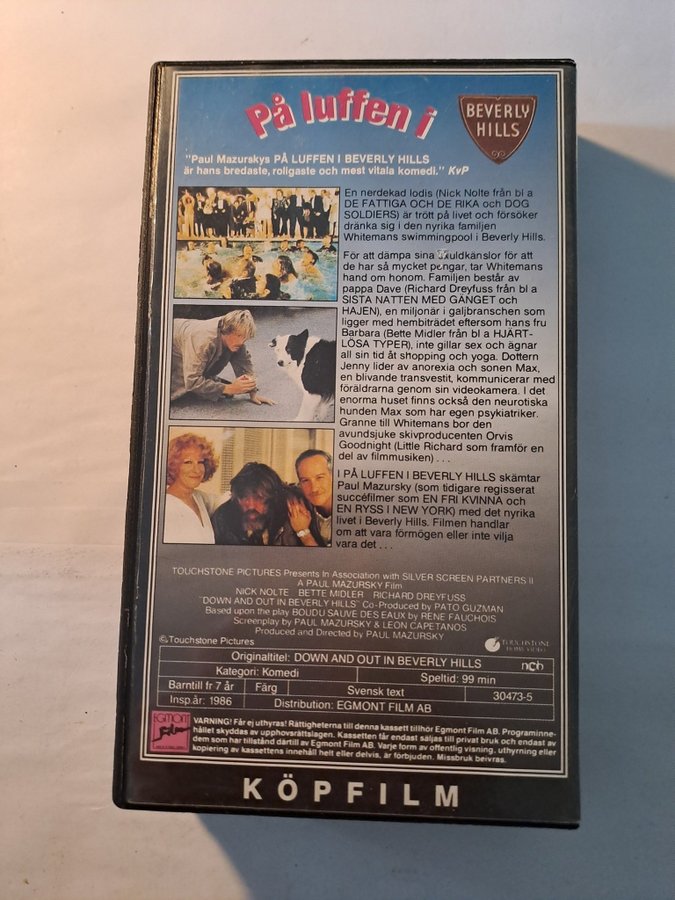 På luffen i
BEVERLY
HILLS
"Paul Mazurskys PÅ LUFFEN I BEVERLY HILLS
är hans bredaste, roligaste och mest vitala komedi." KvP
En nerdekad lodis (Nick Nolte från bl a
DE FATTIGA OCH DE RIKA och DOG
SOLDIERS) är trött på livet och försöker
dränka sig i den nyrika familjen
Whitemans swimmingpool i Beverly Hills.
För att dämpa sina skuldkänslor för att
de har så mycket pengar, tar Whitemans
hand om honom. Familjen består av
pappa Dave (Richard Dreyfuss från bl a
SISTA NATTEN MED GÄNGET och
HAJEN), en miljonär i galjbranschen som
ligger med hembiträdet eftersom hans fru
Barbara (Bette Midler från bl a HJÄRT-
LÖSA TYPER), inte gillar sex och ägnar
all sin tid åt shopping och yoga. Dottern
Jenny lider av anorexia och sonen Max,
en blivande transvestit, kommunicerar med
föräldrarna genom sin videokamera. I det
enorma huset finns också den neurotiska
hunden Max som har egen psykiatriker.
Granne till Whitemans bor den
avundsjuke skivproducenten Orvis
Goodnight (Little Richard som framför en
del av filmmusiken) . . .
I PÅ LUFFEN I BEVERLY HILLS skämtar
Paul Mazursky (som tidigare regisserat
succéfilmer som EN FRI KVINNA och
EN RYSS I NEW YORK) med det nyrika
livet i Beverly Hills. Filmen handlar
om att vara förmögen eller inte vilja
vara det . . .
TOUCHSTONE PICTURES Presents In Association with SILVER SCREEN PARTNERS II
A PAUL MAZURSKY Film
NICK NOLTE BETTE MIDLER RICHARD DREYFUSS
"DOWN AND OUT IN BEVERLY HILLS" Co-Produced by PATO GUZMAN
Based upon the play BOUDU SAUVE DES EAUX by RENE FAUCHOIS
Screenplay by PAUL MAZURSKY & LEON CAPETANOS
Produced and Directed by PAUL MAZURSKY
© Touchstone Pictures
TOUCHSTONE
HOME VIDEO
Originaltitel: DOWN AND OUT IN BEVERLY HILLS
ncb
Kategori: Komedi Speltid: 99 min
Barntill fr 7 år Färg Svensk text 30473-5
Insp.år: 1986 Distribution: EGMONT FILM AB
EGMONT
film
VARNING! Får ej uthyras! Rättigheterna till denna kassett tillhör Egmont Film AB. Programinne-
hållet skyddas av upphovsrättslagen. Kassetten får endast säljas till privat bruk och endast av
dem som har tillstånd därtill av Egmont Film AB. Varje form av offentlig visning, uthyrning eller
kopiering av kassettens innehåll helt eller delvis, är förbjuden. Missbruk beivras.
KÖPFILM